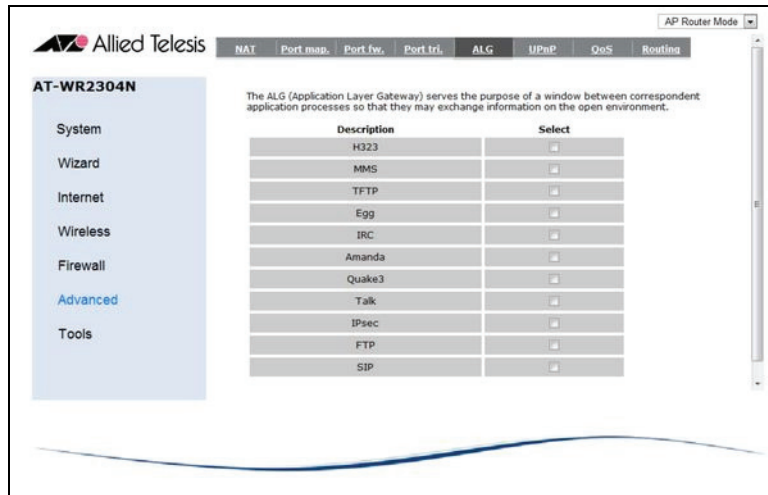 AP Router Mode
Allied Telesis
NAT Port map. Port fw. Port tri. ALG UPnP QoS Routing
AT-WR2304N
System
Wizard
Internet
Wireless
Firewall
Advanced
Tools
The ALG (Application Layer Gateway) serves the purpose of a window between correspondent
application processes so that they may exchange information on the open environment.
Description Select
H323
MMS
TFTP
Egg
IRC
Amanda
Quake3
Talk
IPsec
FTP
SIP